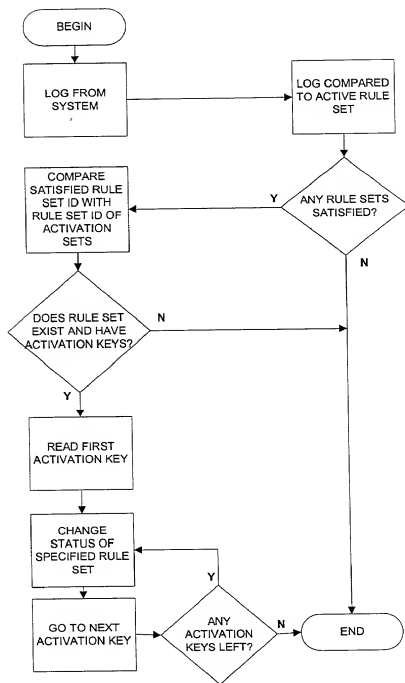 BEGIN
LOG FROM
SYSTEM
LOG COMPARED
TO ACTIVE RULE
SET
COMPARE
SATISFIED RULE
SET ID WITH
RULE SET ID OF
ACTIVATION
SETS
Y
ANY RULE SETS
SATISFIED?
N
DOES RULE SET
EXIST AND HAVE
ACTIVATION KEYS?
N
Y
READ FIRST
ACTIVATION KEY
CHANGE
STATUS OF
SPECIFIED RULE
SET
Y
GO TO NEXT
ACTIVATION KEY
ANY
ACTIVATION
KEYS LEFT?
N
END